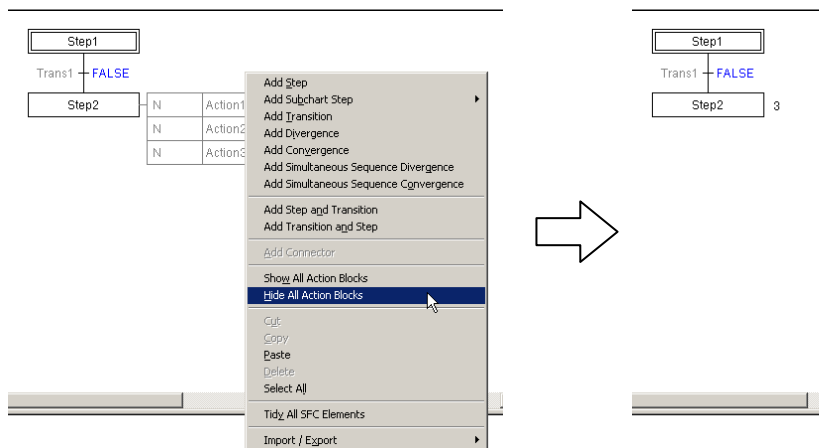 Step1
Trans1 FALSE
Step2 N Action1
N Action2
N Action3
Add Step
Add Subchart Step
Add Transition
Add Divergence
Add Convergence
Add Simultaneous Sequence Divergence
Add Simultaneous Sequence Convergence
Add Step and Transition
Add Transition and Step
Add Connector
Show All Action Blocks
Hide All Action Blocks
Cut
Copy
Paste
Delete
Select All
Tidy All SFC Elements
Import / Export
Step1
Trans1 FALSE
Step2 3